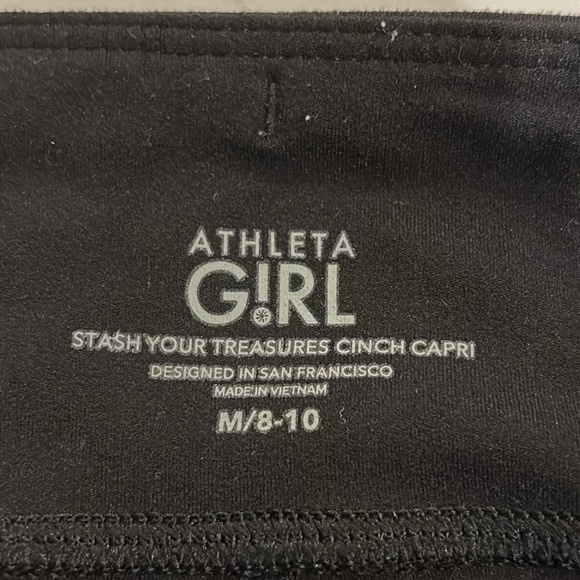 ATHLETA
G!RL
STASH YOUR TREASURES CINCH CAPRI
DESIGNED IN SAN FRANCISCO
MADE IN VIETNAM
M/8-10